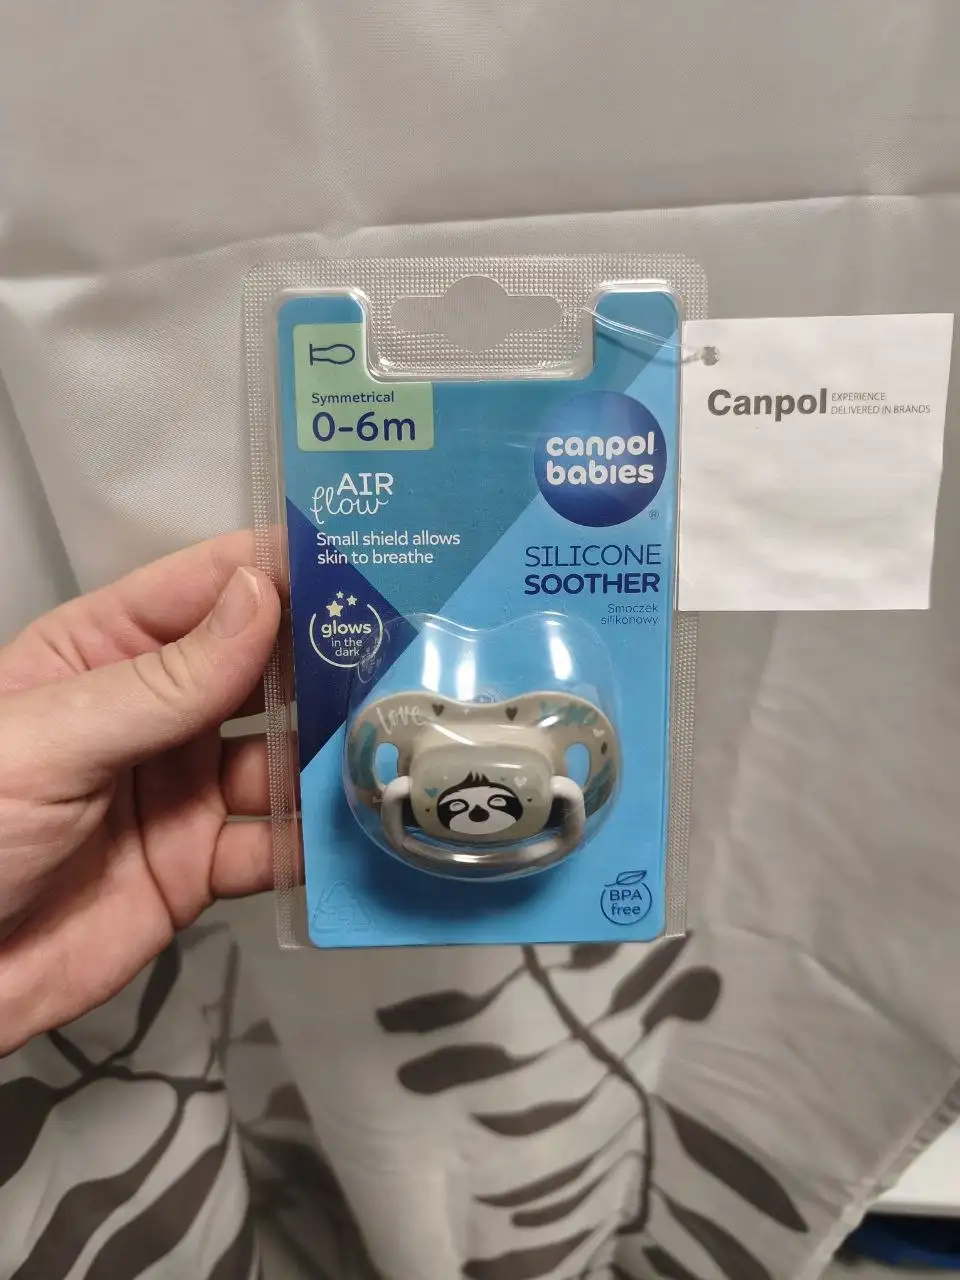 Symmetrical
0-6m
AIR
flow
Small shield allows
skin to breathe
glows
in the
dark
canpol
babies
®
SILICONE
SOOTHER
Smoczek
silikonowy
Love
BPA
free
Canpol
EXPERIENCE
DELIVERED IN BRANDS